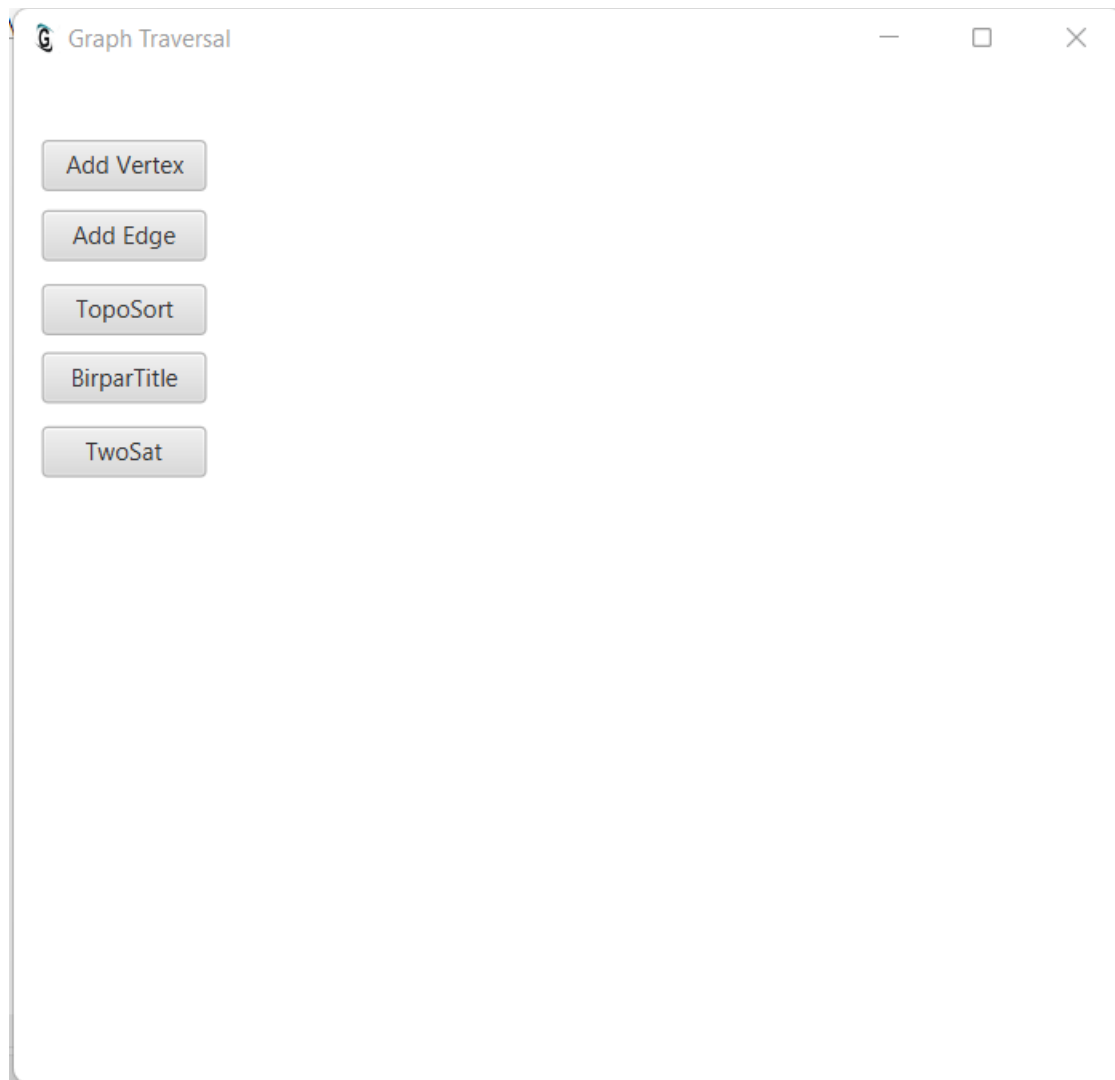 Graph Traversal
Add Vertex
Add Edge
TopoSort
BirparTitle
TwoSat